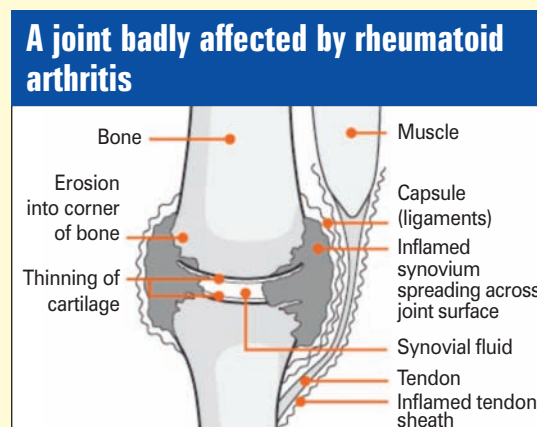 A joint badly affected by rheumatoid
arthritis
Bone
Muscle
Erosion
into corner
of bone
Capsule
(ligaments)
Thinning of
cartilage
Inflamed
synovium
spreading across
joint surface
Synovial fluid
Tendon
Inflamed tendon
sheath